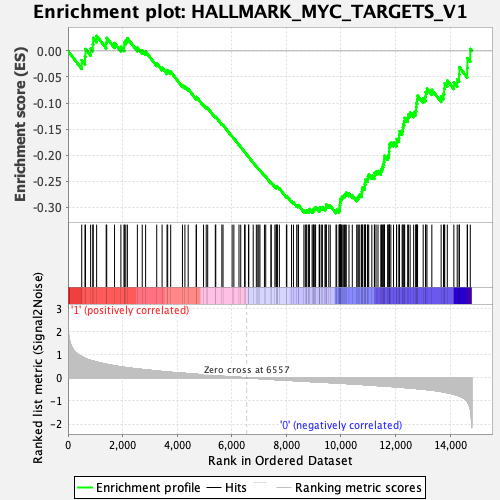 Enrichment plot: HALLMARK_MYC_TARGETS_V1
Enrichment score (ES)
0.00
-0.05
-0.10
-0.15
-0.20
-0.25
-0.30
'1' (positively correlated)
Ranked list metric (Signal2Noise)
3
2
1
0
-1
-2
Zero cross at 6557
'0' (negatively correlated)
0
2,000
4,000
6,000
8,000
10,000
12,000
14,000
Rank in Ordered Dataset
Enrichment profile
Hits
Ranking metric scores